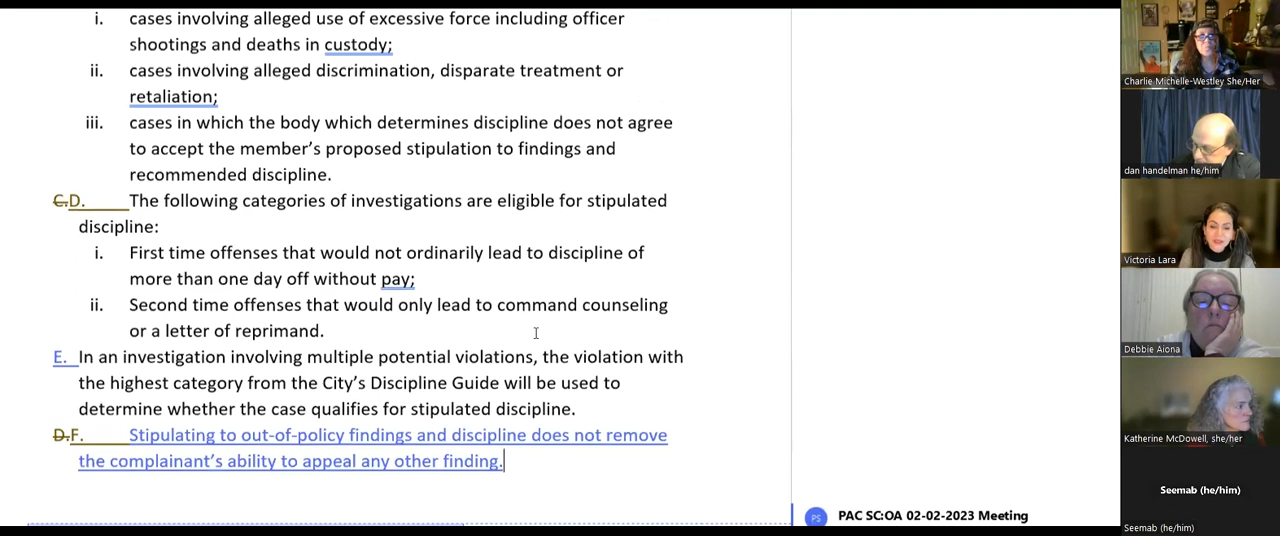 i. cases involving alleged use of excessive force including officer
shootings and deaths in custody;
ii. cases involving alleged discrimination, disparate treatment or
retaliation;
iii. cases in which the body which determines discipline does not agree
to accept the member's proposed stipulation to findings and
recommended discipline.
C.D. The following categories of investigations are eligible for stipulated
discipline:
i. First time offenses that would not ordinarily lead to discipline of
more than one day off without pay;
ii. Second time offenses that would only lead to command counseling
or a letter of reprimand.
E. In an investigation involving multiple potential violations, the violation with
the highest category from the City's Discipline Guide will be used to
determine whether the case qualifies for stipulated discipline.
D.F. Stipulating to out-of-policy findings and discipline does not remove
the complainant's ability to appeal any other finding.
PS PAC SC:OA 02-02-2023 Meeting
Charlie Michelle-Westley She/Her
dan handelman he/him
Victoria Lara
Debbie Aiona
Katherine McDowell, she/her
Seemab (he/him)
Seemab (he/him)